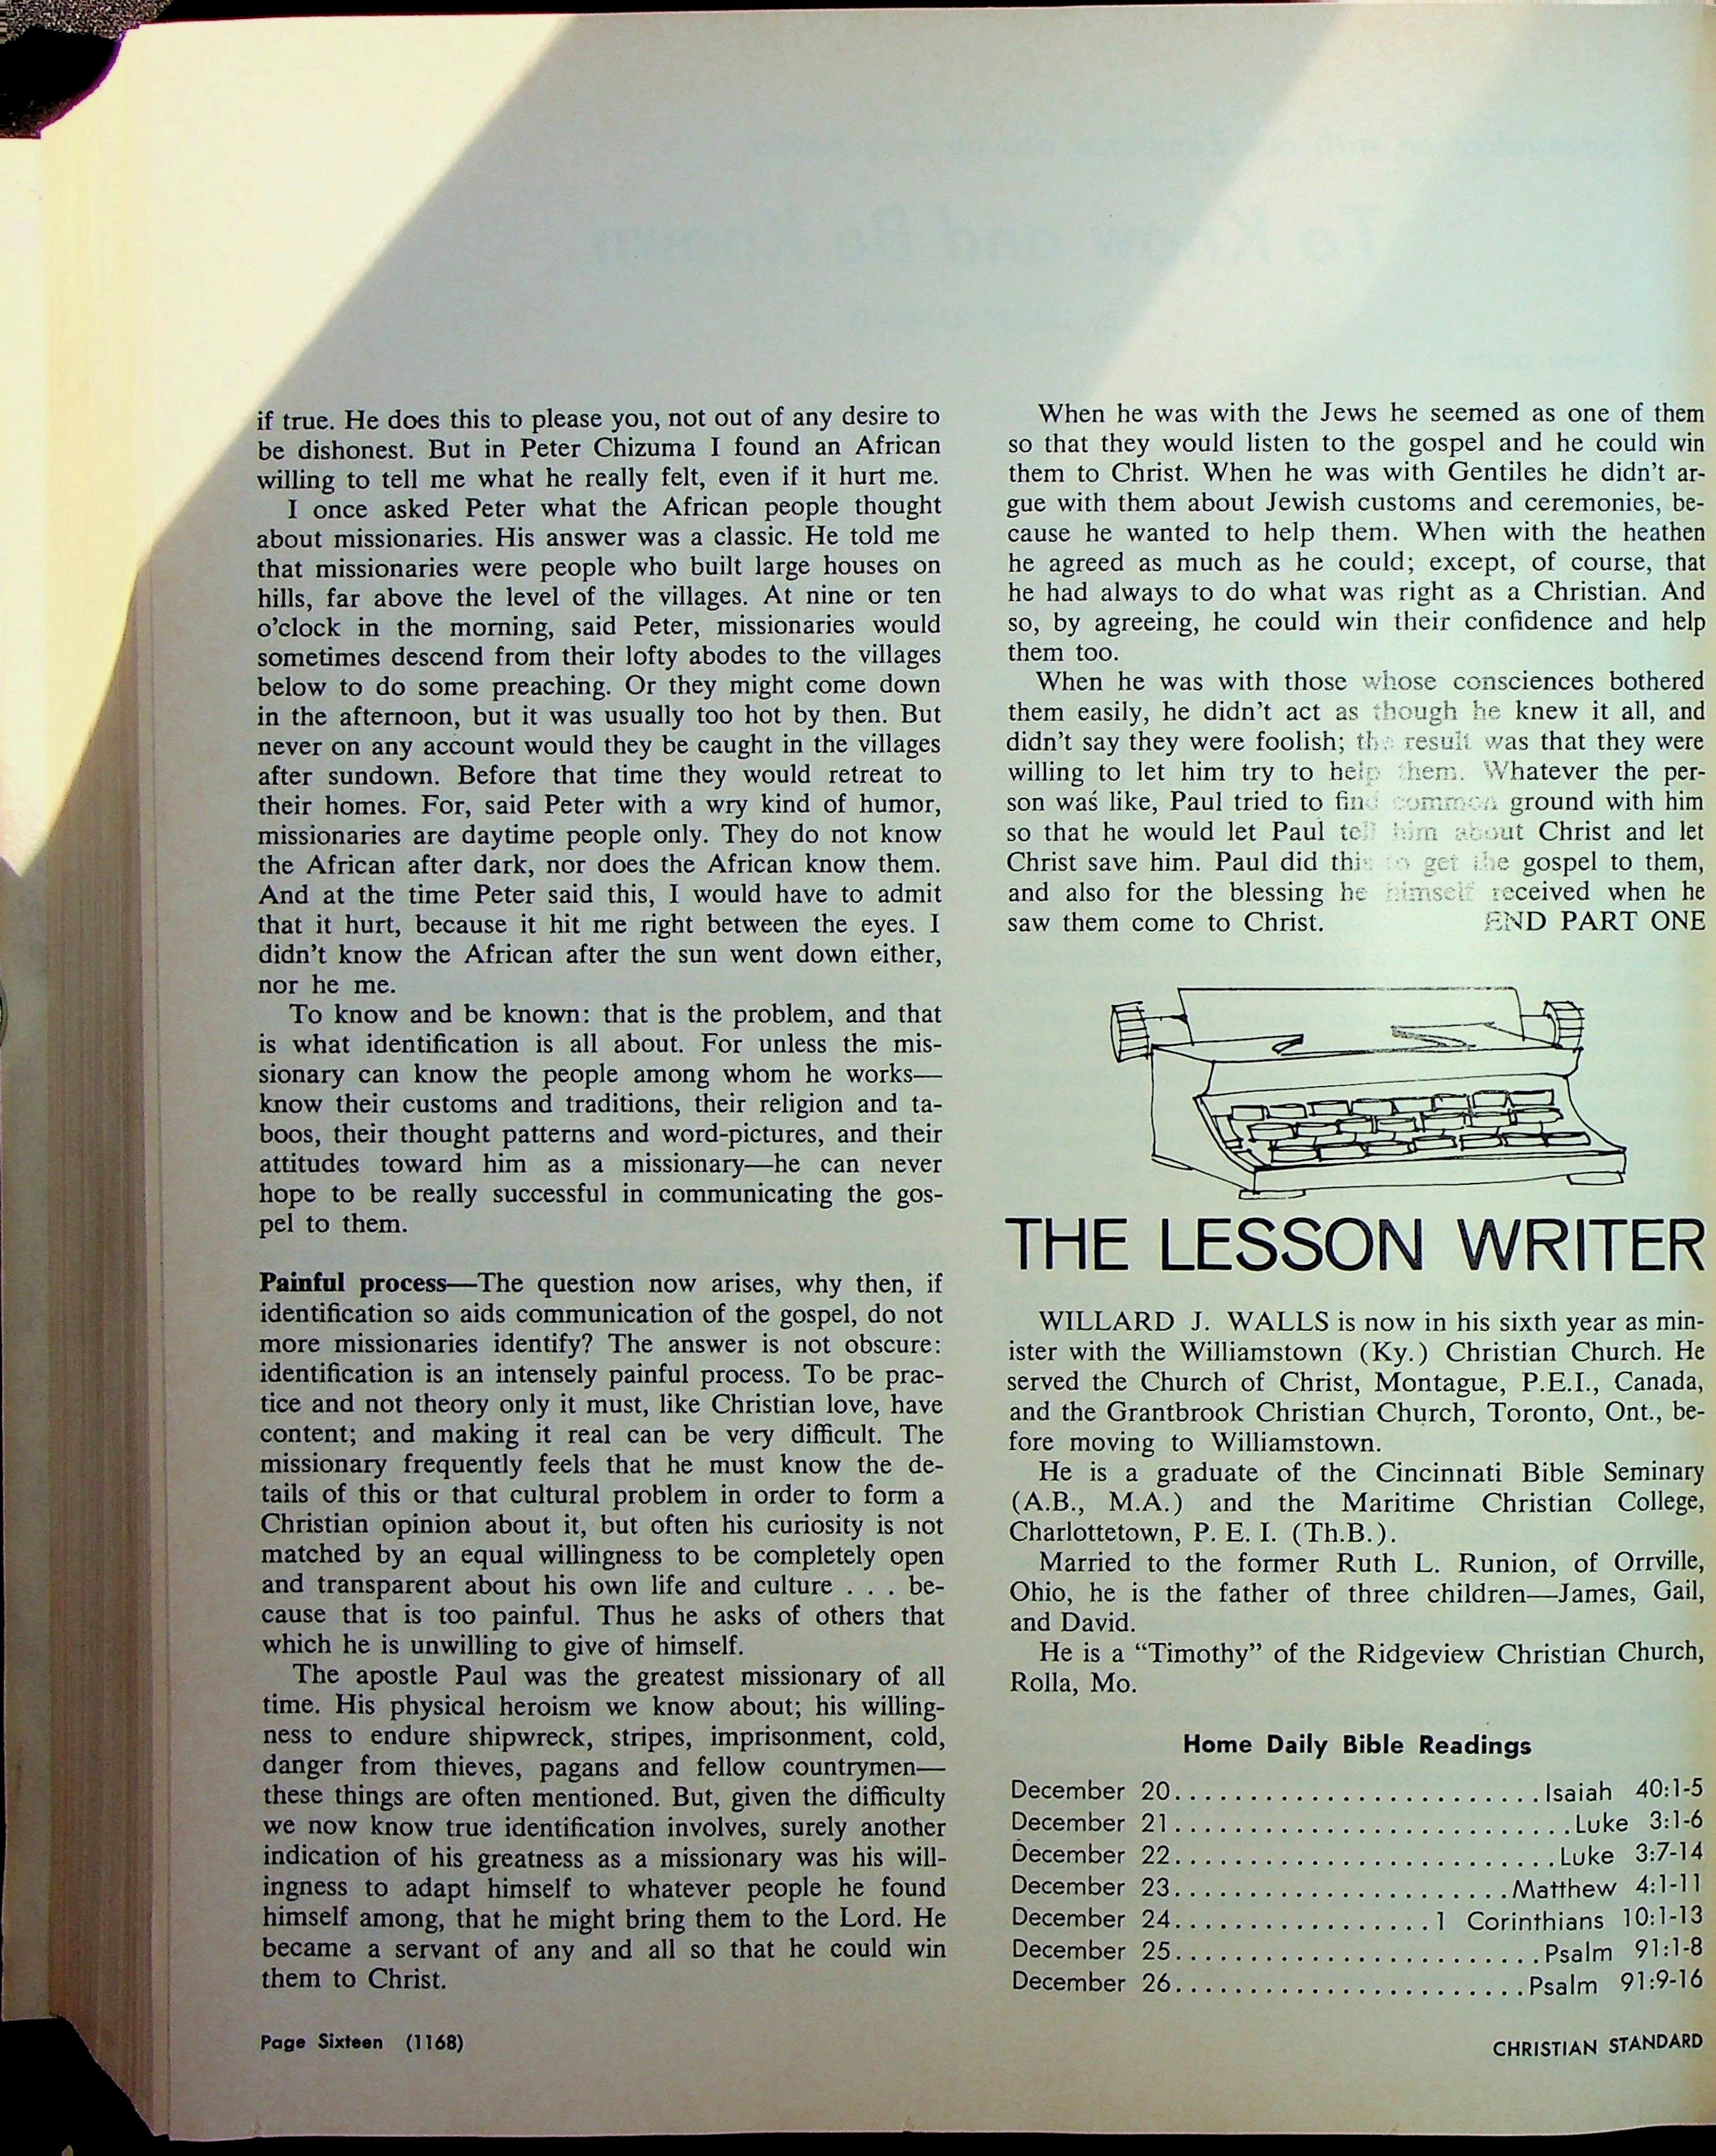 if true. He does this to please you, not out of any desire to
be dishonest. But in Peter Chizuma I found an African
willing to tell me what he really felt, even if it hurt me.
I once asked Peter what the African people thought
about missionaries. His answer was a classic. He told me
that missionaries were people who built large houses on
hills, far above the level of the villages. At nine or ten
o'clock in the morning, said Peter, missionaries would
sometimes descend from their lofty abodes to the villages
below to do some preaching. Or they might come down
in the afternoon, but it was usually too hot by then. But
never on any account would they be caught in the villages
after sundown. Before that time they would retreat to
their homes. For, said Peter with a wry kind of humor,
missionaries are daytime people only. They do not know
the African after dark, nor does the African know them.
And at the time Peter said this, I would have to admit
that it hurt, because it hit me right between the eyes. I
didn't know the African after the sun went down either,
nor he me.
To know and be known: that is the problem, and that
is what identification is all about. For unless the mis-
sionary can know the people among whom he works—
know their customs and traditions, their religion and ta-
boos, their thought patterns and word-pictures, and their
attitudes toward him as a missionary—he can never
hope to be really successful in communicating the gos-
pel to them.
Painful process—The question now arises, why then, if
identification so aids communication of the gospel, do not
more missionaries identify? The answer is not obscure:
identification is an intensely painful process. To be prac-
tice and not theory only it must, like Christian love, have
content; and making it real can be very difficult. The
missionary frequently feels that he must know the de-
tails of this or that cultural problem in order to form a
Christian opinion about it, but often his curiosity is not
matched by an equal willingness to be completely open
and transparent about his own life and culture . . . be-
cause that is too painful. Thus he asks of others that
which he is unwilling to give of himself.
The apostle Paul was the greatest missionary of all
time. His physical heroism we know about; his willing-
ness to endure shipwreck, stripes, imprisonment, cold,
danger from thieves, pagans and fellow countrymen—
these things are often mentioned. But, given the difficulty
we now know true identification involves, surely another
indication of his greatness as a missionary was his will-
ingness to adapt himself to whatever people he found
himself among, that he might bring them to the Lord. He
became a servant of any and all so that he could win
them to Christ.
When he was with the Jews he seemed as one of them
so that they would listen to the gospel and he could win
them to Christ. When he was with Gentiles he didn't ar-
gue with them about Jewish customs and ceremonies, be-
cause he wanted to help them. When with the heathen
he agreed as much as he could; except, of course, that
he had always to do what was right as a Christian. And
so, by agreeing, he could win their confidence and help
them too.
When he was with those whose consciences bothered
them easily, he didn't act as though he knew it all, and
didn't say they were foolish; the result was that they were
willing to let him try to help them. Whatever the per-
son was like, Paul tried to find common ground with him
so that he would let Paul tell him about Christ and let
Christ save him. Paul did this to get the gospel to them,
and also for the blessing he himself received when he
saw them come to Christ. END PART ONE
THE LESSON WRITER
WILLARD J. WALLS is now in his sixth year as min-
ister with the Williamstown (Ky.) Christian Church. He
served the Church of Christ, Montague, P.E.I., Canada,
and the Grantbrook Christian Church, Toronto, Ont., be-
fore moving to Williamstown.
He is a graduate of the Cincinnati Bible Seminary
(A.B., M.A.) and the Maritime Christian College,
Charlottetown, P. E. I. (Th.B.).
Married to the former Ruth L. Runion, of Orrville,
Ohio, he is the father of three children—James, Gail,
and David.
He is a "Timothy" of the Ridgeview Christian Church,
Rolla, Mo.
Home Daily Bible Readings
December 20.........................Isaiah 40:1-5
December 21...........................Luke 3:1-6
December 22..........................Luke 3:7-14
December 23.......................Matthew 4:1-11
December 24..................1 Corinthians 10:1-13
December 25.........................Psalm 91:1-8
December 26........................Psalm 91:9-16
Page Sixteen (1168)
CHRISTIAN STANDARD